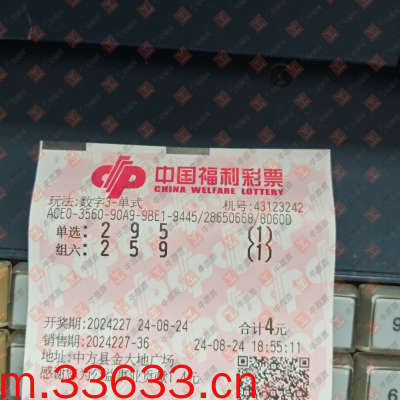 中国福利彩票
CHINA WELFARE LOTTERY
玩法:数字3-单式 机号:43123242
ACE0-3560-90A9-9BE1-9445/28650668/8060D
单选: 2 9 5 (1)
组六: 2 5 9 (1)
开奖期:2024227 24-08-24 合计4元
销售期:2024227-36 24-08-24 18:55:11
地址:中方县金大地广场
m.33633.com.cn